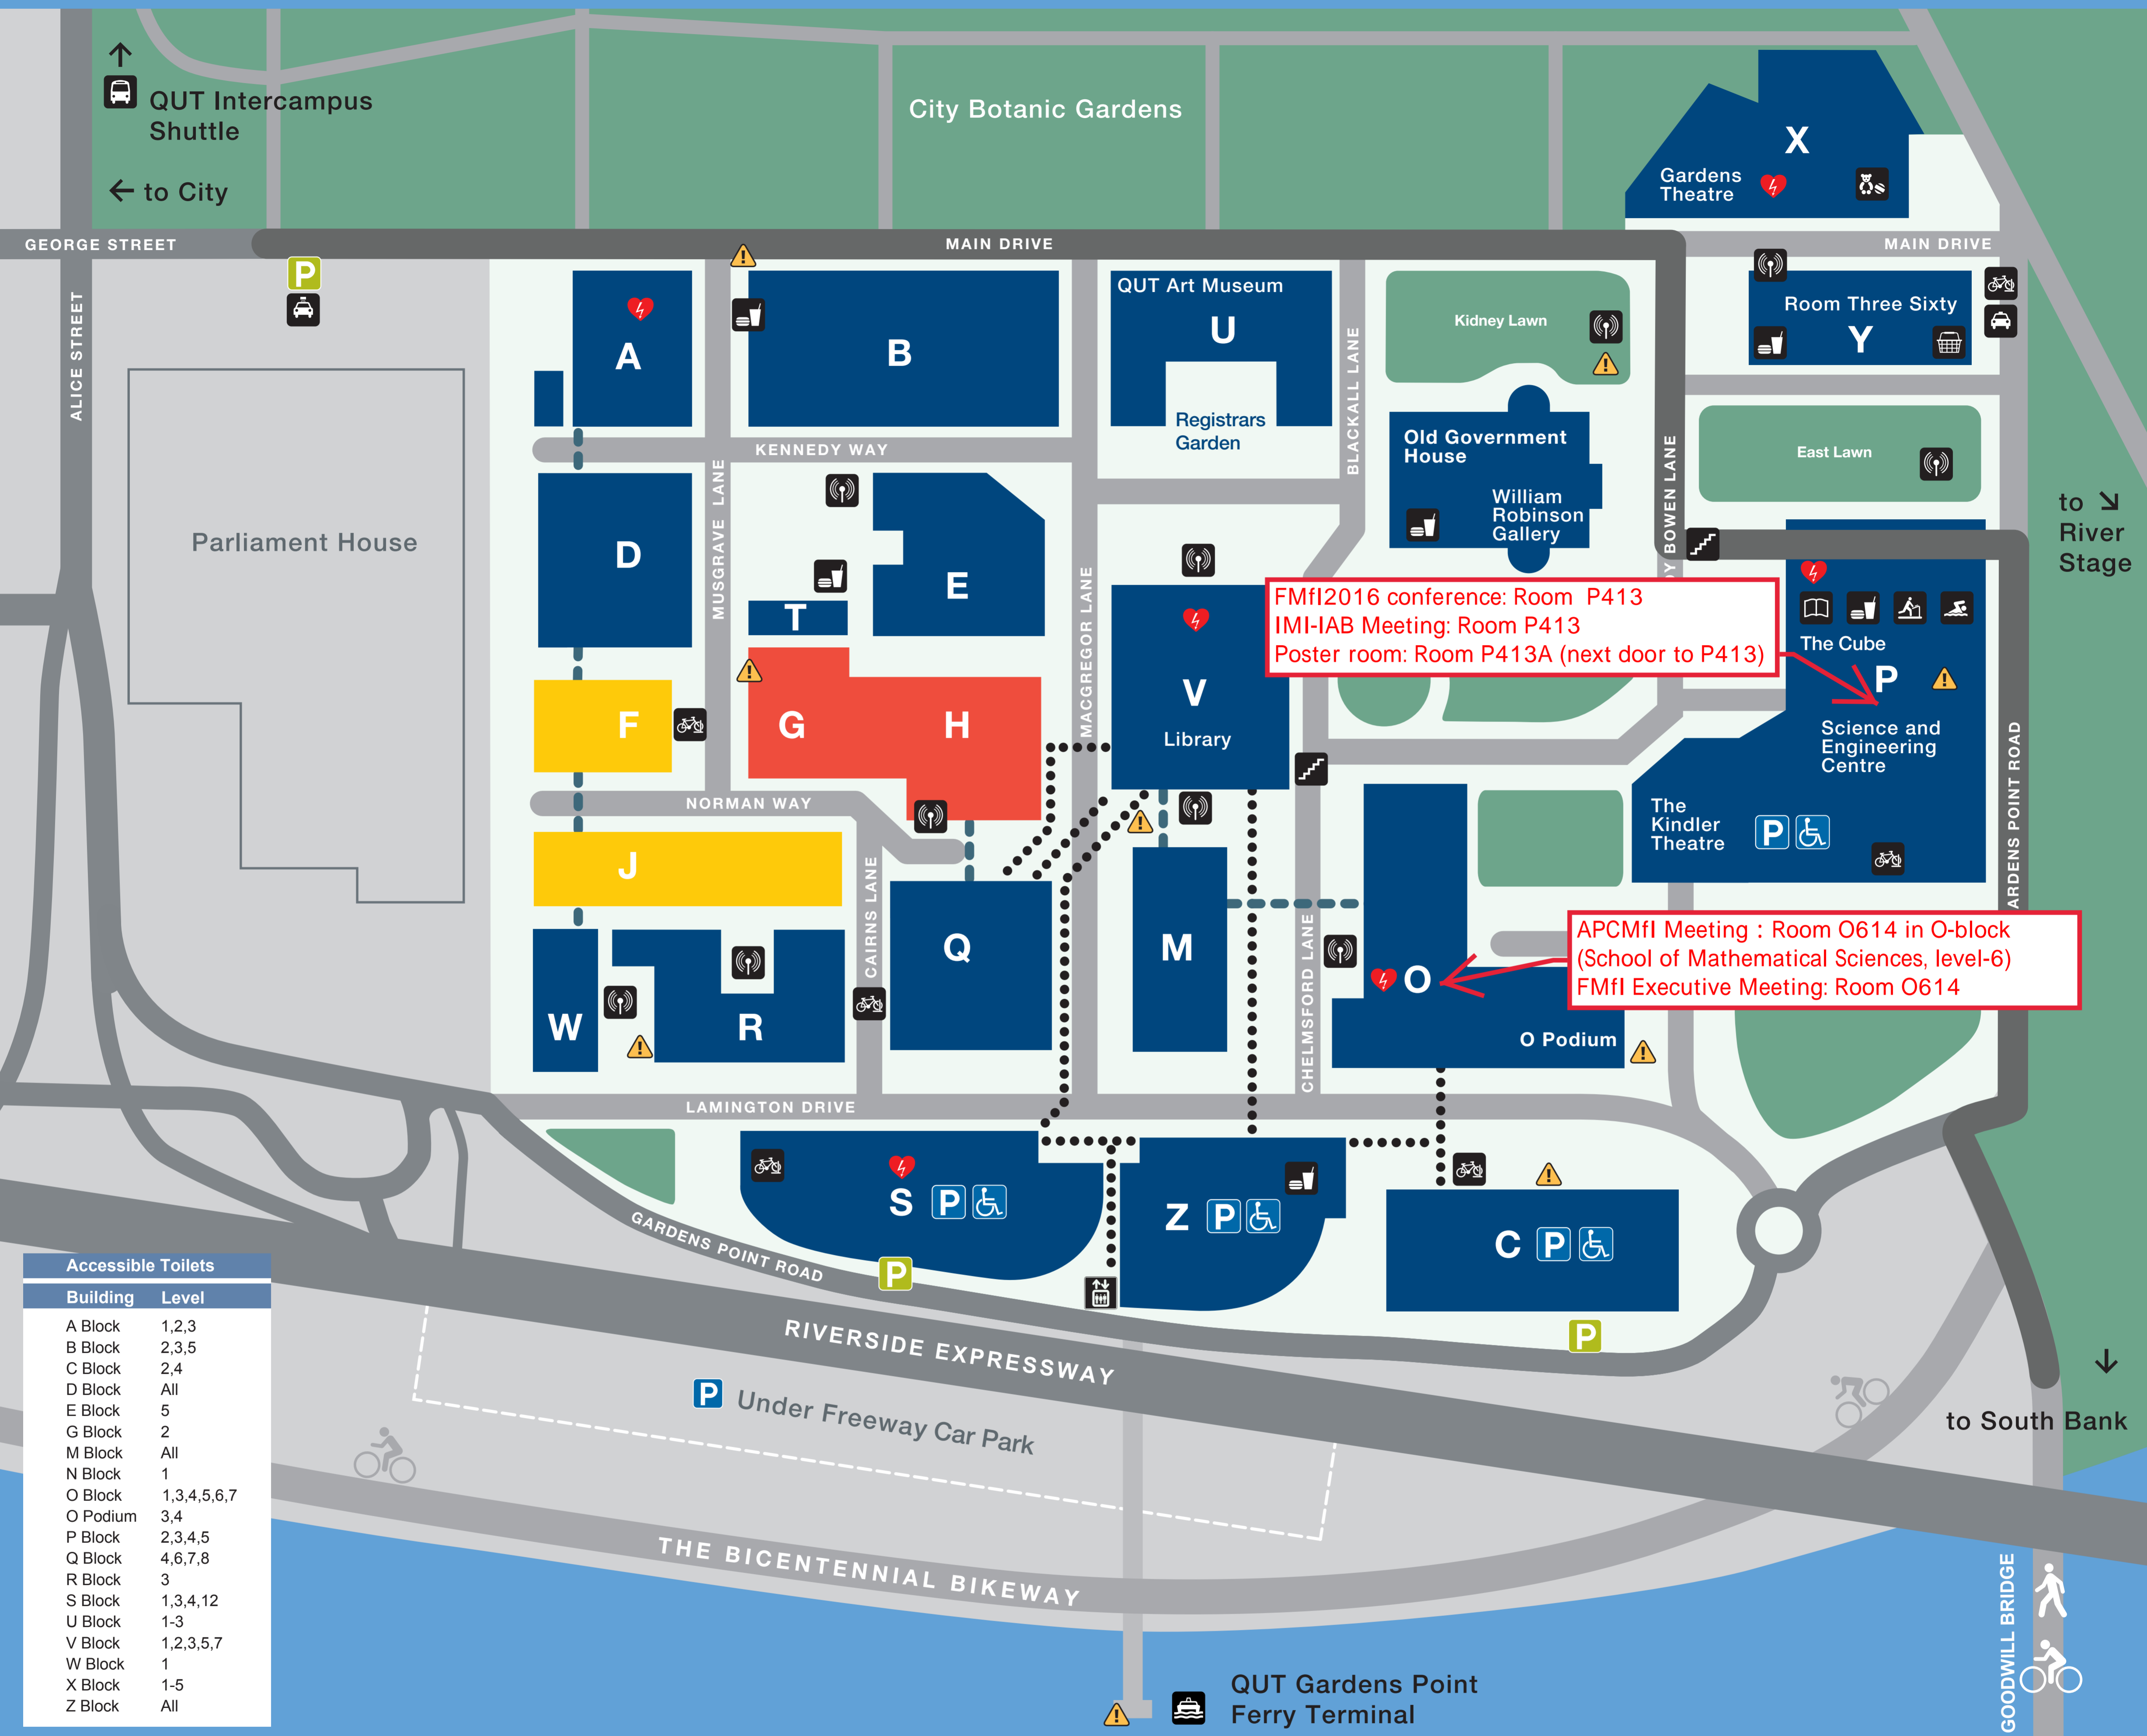 QUT Intercampus
Shuttle
← to City
City Botanic Gardens
X
Gardens
Theatre
GEORGE STREET
MAIN DRIVE
MAIN DRIVE
P
ALICE STREET
A
B
QUT Art Museum
U
Registrars
Garden
BLACKALL LANE
Kidney Lawn
Room Three Sixty
Y
KENNEDY WAY
Old Government
House
William
Robinson
Gallery
East Lawn
to ↘
River
Stage
Parliament House
MUSGRAVE LANE
D
E
T
MACGREGOR LANE
BOWEN LANE
FMfI2016 conference: Room P413
IMI-IAB Meeting: Room P413
Poster room: Room P413A (next door to P413)
The Cube
P
Science and
Engineering
Centre
F
G
H
V
Library
NORMAN WAY
The
Kindler
Theatre
P
J
CAIRNS LANE
Q
M
CHELMSFORD LANE
O
O Podium
ARDENS POINT ROAD
APCMfI Meeting : Room O614 in O-block
(School of Mathematical Sciences, level-6)
FMfI Executive Meeting: Room O614
W
R
LAMINGTON DRIVE
S P
Z P
C P
GARDENS POINT ROAD
P
P
RIVERSIDE EXPRESSWAY
P Under Freeway Car Park
to South Bank
THE BICENTENNIAL BIKEWAY
GOODWILL BRIDGE
QUT Gardens Point
Ferry Terminal
Accessible Toilets
Building Level
A Block 1,2,3
B Block 2,3,5
C Block 2,4
D Block All
E Block 5
G Block 2
M Block All
N Block 1
O Block 1,3,4,5,6,7
O Podium 3,4
P Block 2,3,4,5
Q Block 4,6,7,8
R Block 3
S Block 1,3,4,12
U Block 1-3
V Block 1,2,3,5,7
W Block 1
X Block 1-5
Z Block All